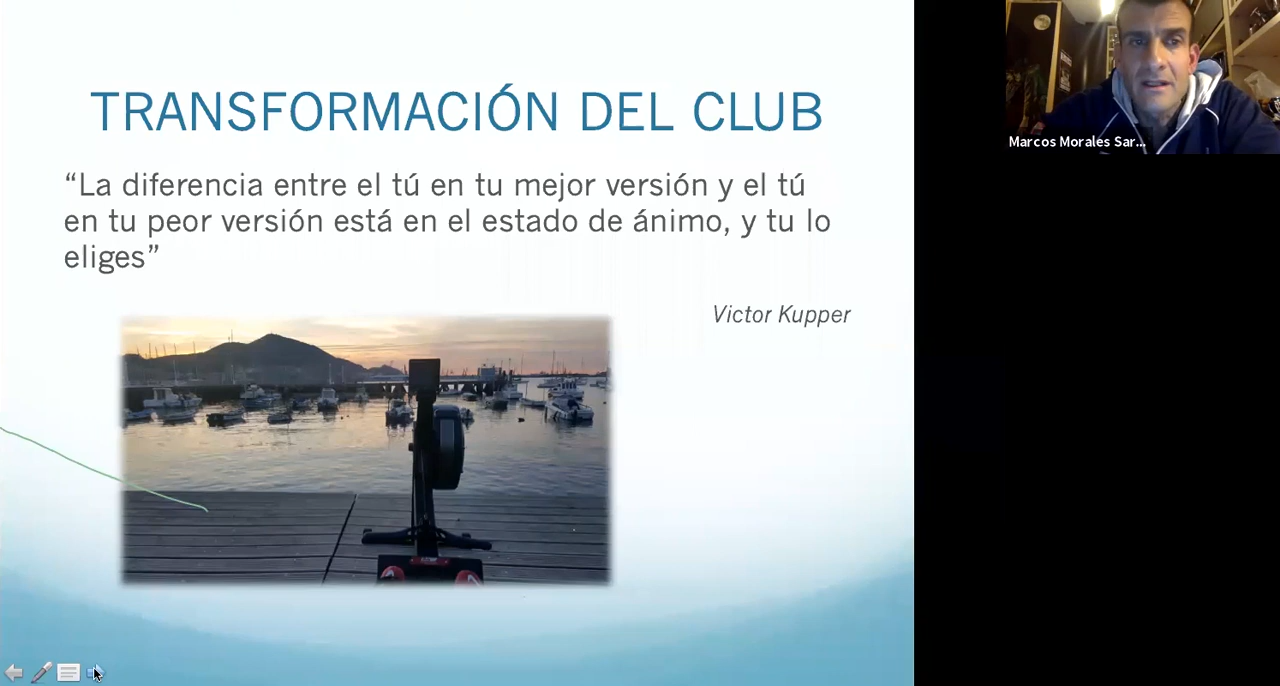 TRANSFORMACIÓN DEL CLUB
“La diferencia entre el tú en tu mejor versión y el tú
en tu peor versión está en el estado de ánimo, y tu lo
eliges”
Victor Kupper
Marcos Morales Sar...